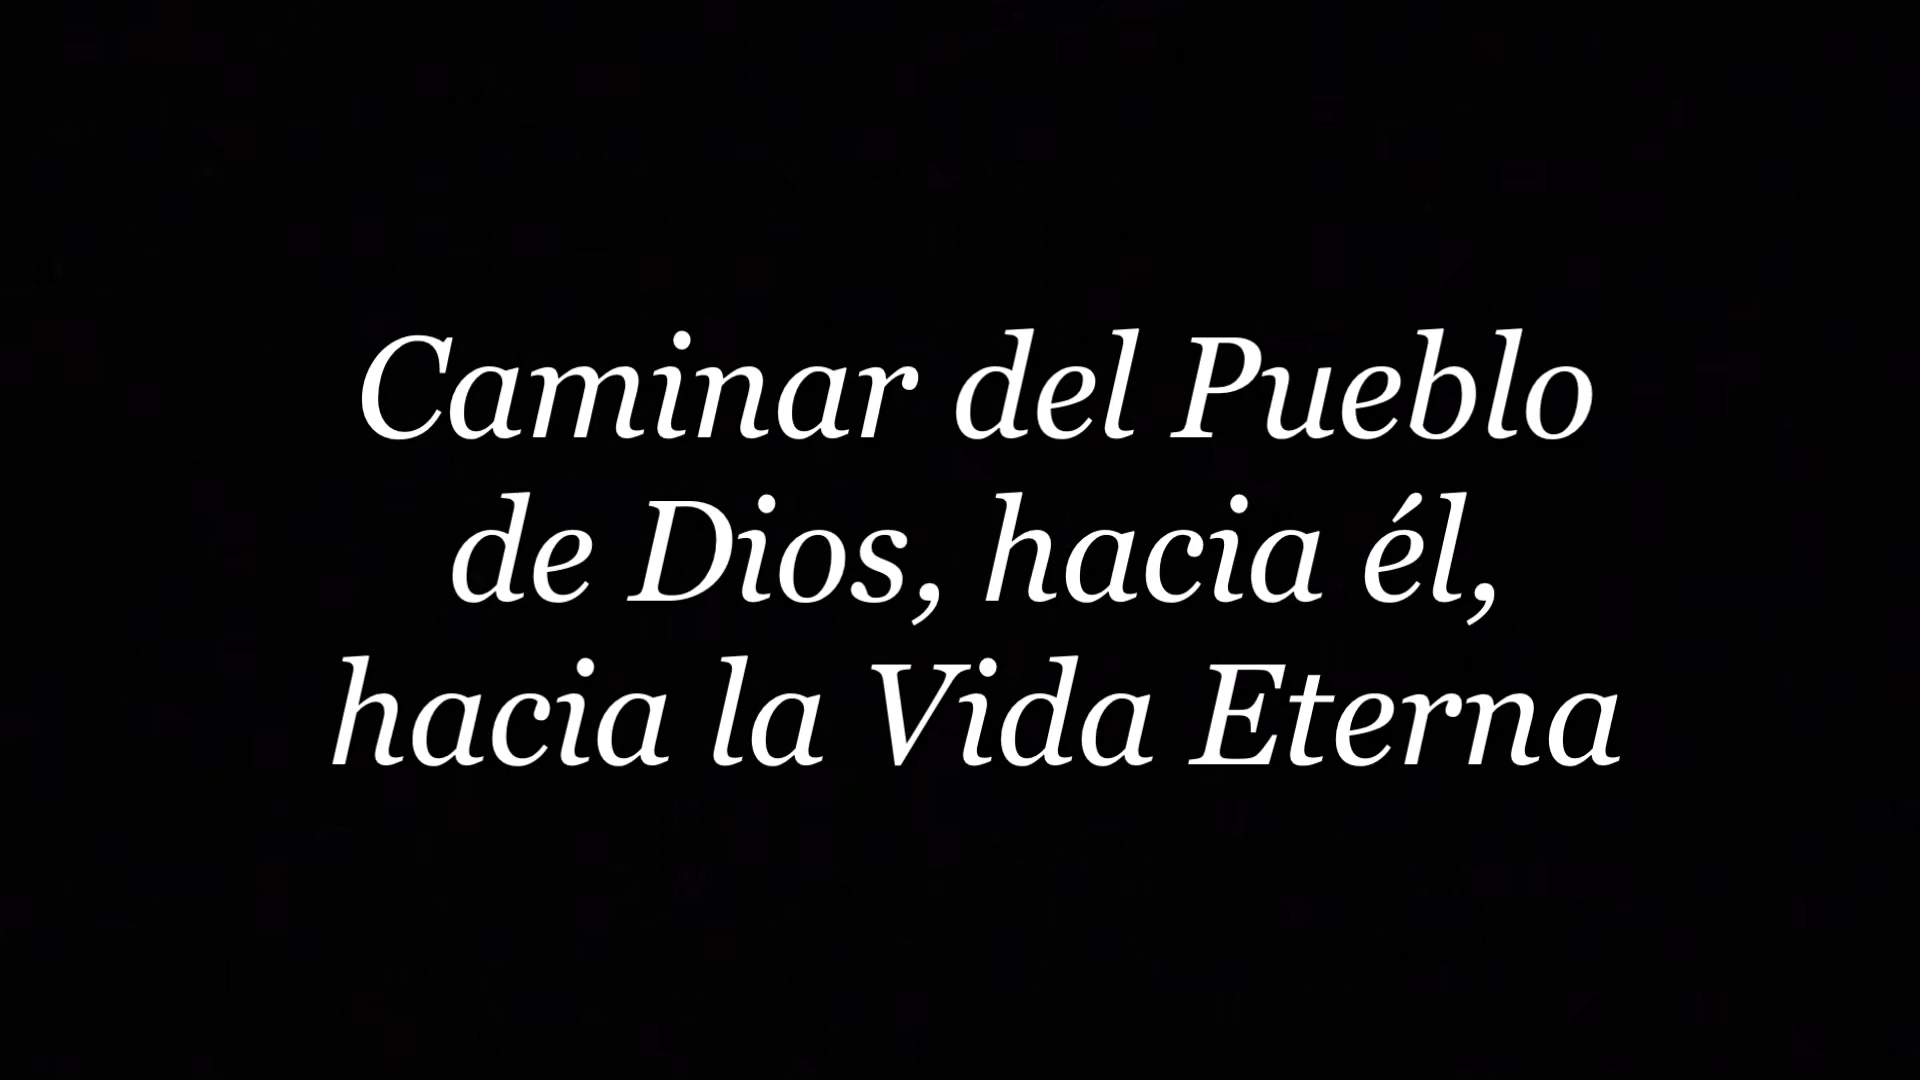 Caminar del Pueblo
de Dios, hacia él,
hacia la Vida Eterna